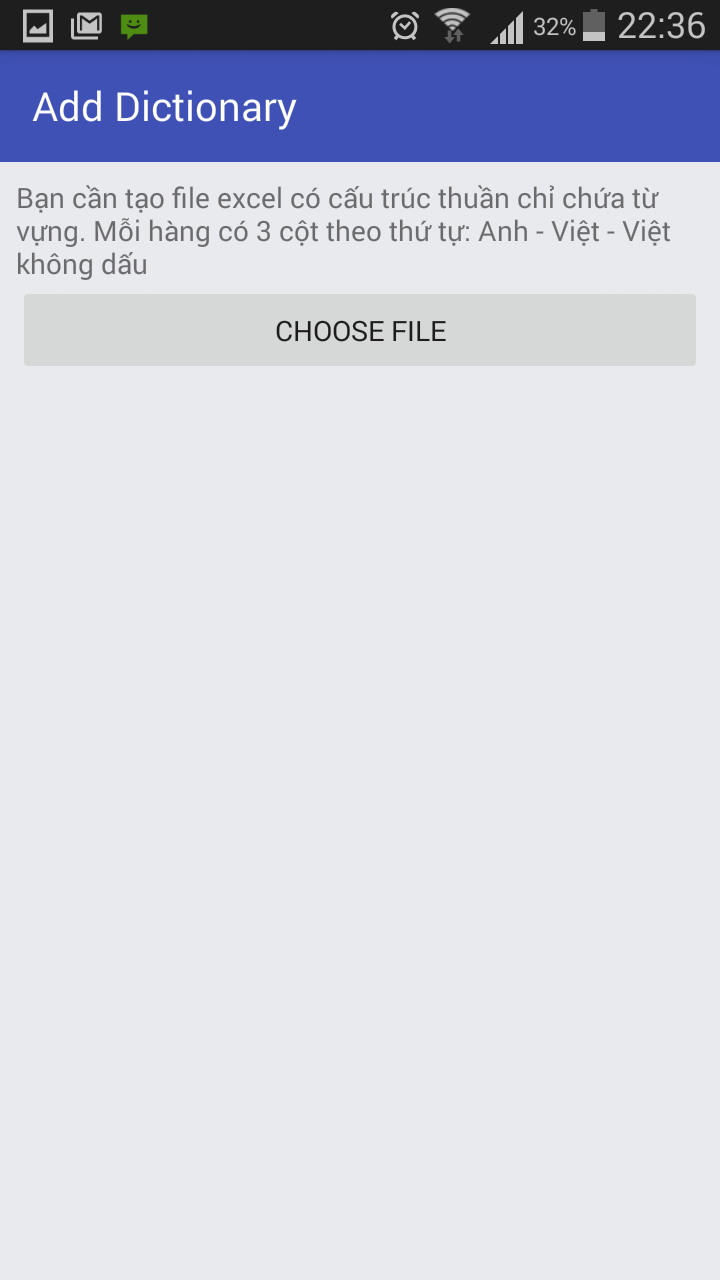 32% 22:36
Add Dictionary
Bạn cần tạo file excel có cấu trúc thuần chỉ chứa từ
vựng. Mỗi hàng có 3 cột theo thứ tự: Anh - Việt - Việt
không dấu
CHOOSE FILE